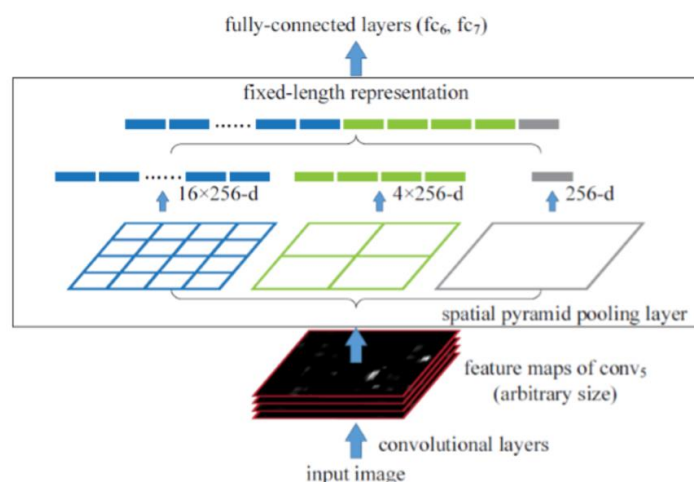 fully-connected layers (fc₆, fc₇)
fixed-length representation
......
......
16×256-d
4×256-d
256-d
spatial pyramid pooling layer
feature maps of conv₅
(arbitrary size)
convolutional layers
input image